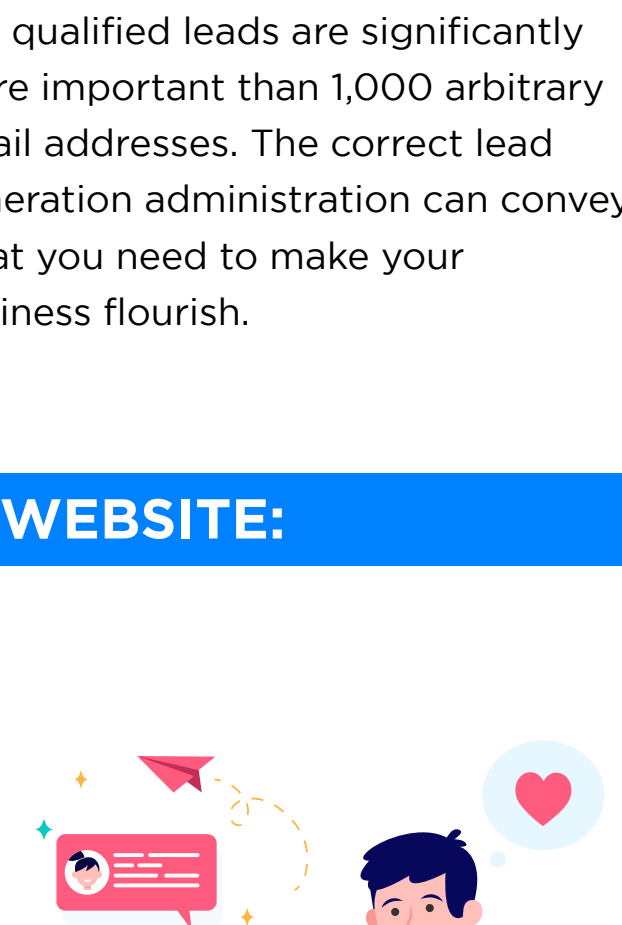 qualified leads are significantly
re important than 1,000 arbitrary
ail addresses. The correct lead
neration administration can convey
at you need to make your
iness flourish.
WEBSITE: